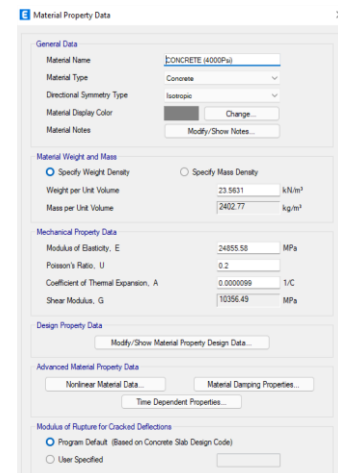 E Material Property Data
General Data
Material Name CONCRETE (4000Psi)
Material Type Concrete
Directional Symmetry Type Isotropic
Material Display Color Change...
Material Notes Modify/Show Notes...
Material Weight and Mass
Specify Weight Density Specify Mass Density
Weight per Unit Volume 23.5631 kN/m³
Mass per Unit Volume 2402.77 kg/m³
Mechanical Property Data
Modulus of Elasticity, E 24855.58 MPa
Poisson's Ratio, U 0.2
Coefficient of Thermal Expansion, A 0.0000099 1/C
Shear Modulus, G 10356.49 MPa
Design Property Data
Modify/Show Material Property Design Data...
Advanced Material Property Data
Nonlinear Material Data... Material Damping Properties...
Time Dependent Properties...
Modulus of Rupture for Cracked Deflections
Program Default (Based on Concrete Slab Design Code)
User Specified